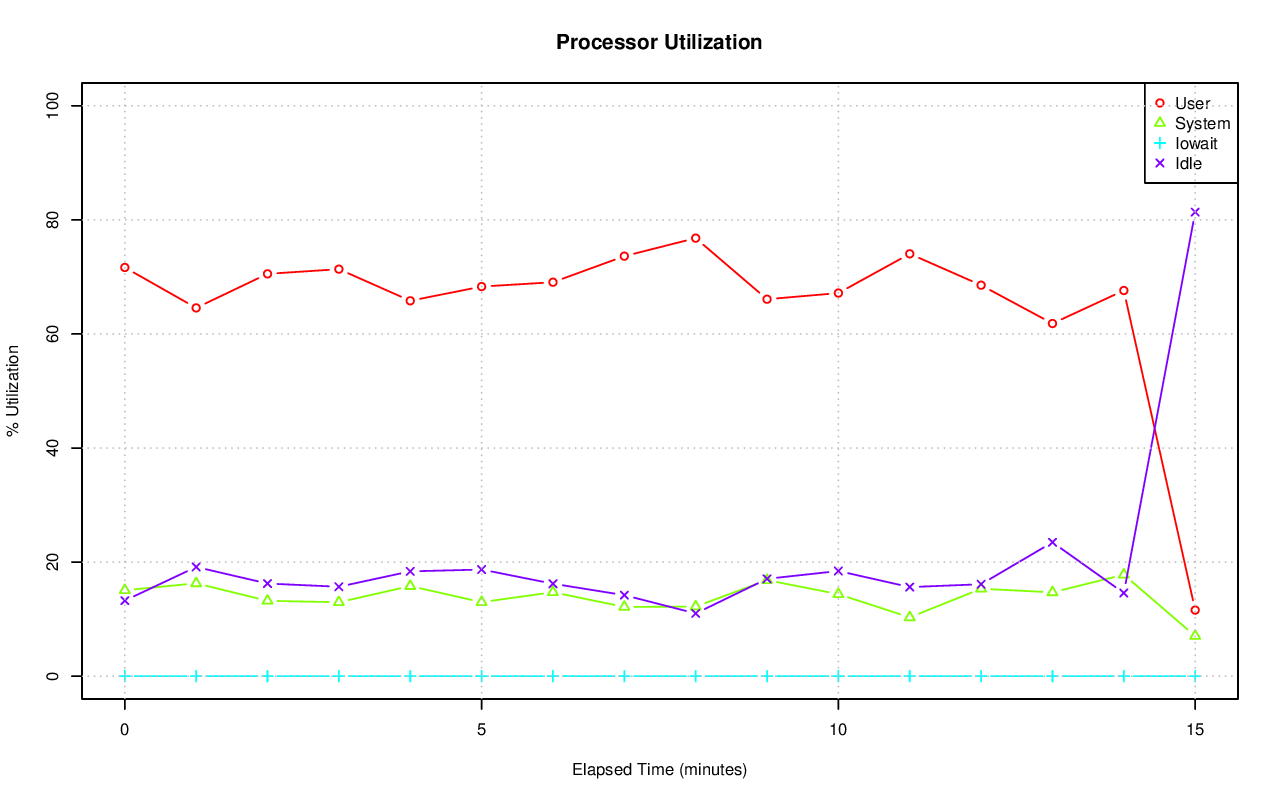 Processor Utilization
User
System
Iowait
Idle
% Utilization
100
80
60
40
20
0
0 5 10 15
Elapsed Time (minutes)